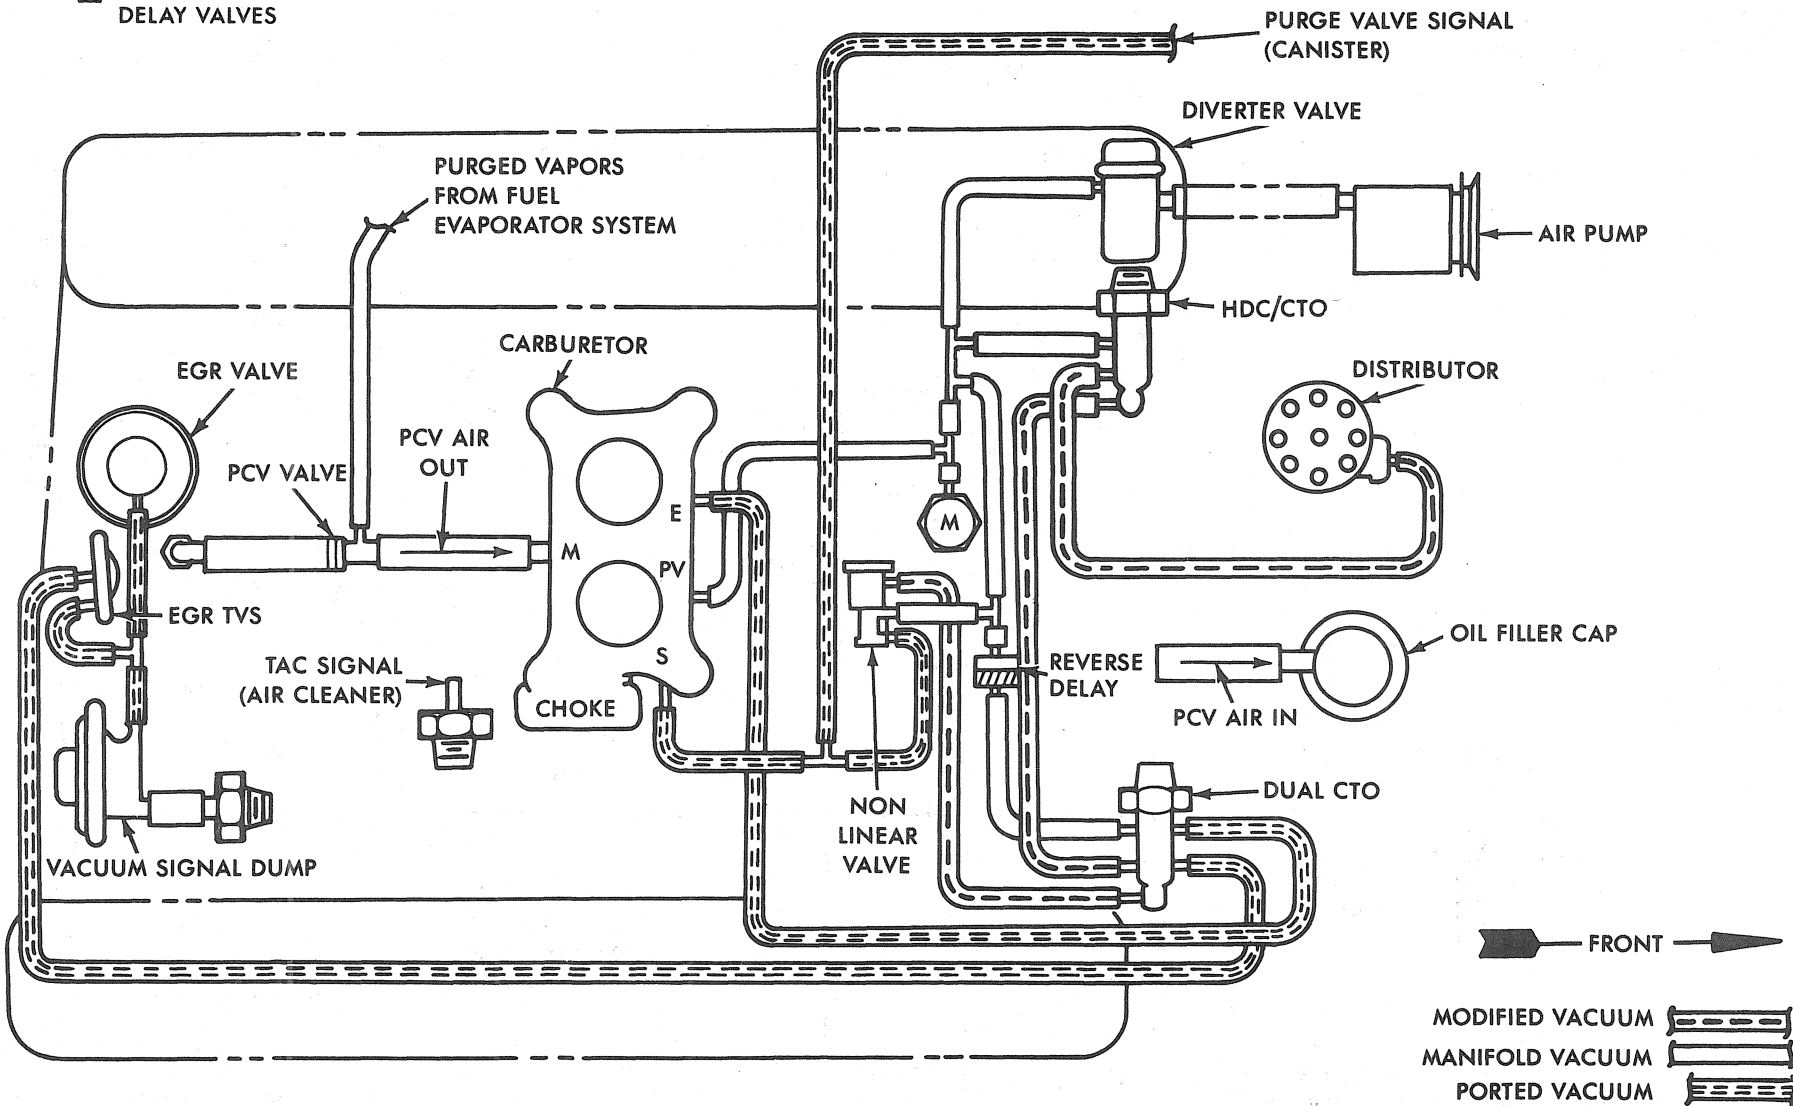 DELAY VALVES
PURGE VALVE SIGNAL
(CANISTER)
DIVERTER VALVE
PURGED VAPORS
FROM FUEL
EVAPORATOR SYSTEM
AIR PUMP
HDC/CTO
CARBURETOR
EGR VALVE
DISTRIBUTOR
PCV AIR
OUT
PCV VALVE
E
M
M
PV
EGR TVS
S
TAC SIGNAL
(AIR CLEANER)
CHOKE
REVERSE
DELAY
OIL FILLER CAP
PCV AIR IN
NON
LINEAR
VALVE
DUAL CTO
VACUUM SIGNAL DUMP
FRONT
MODIFIED VACUUM
MANIFOLD VACUUM
PORTED VACUUM